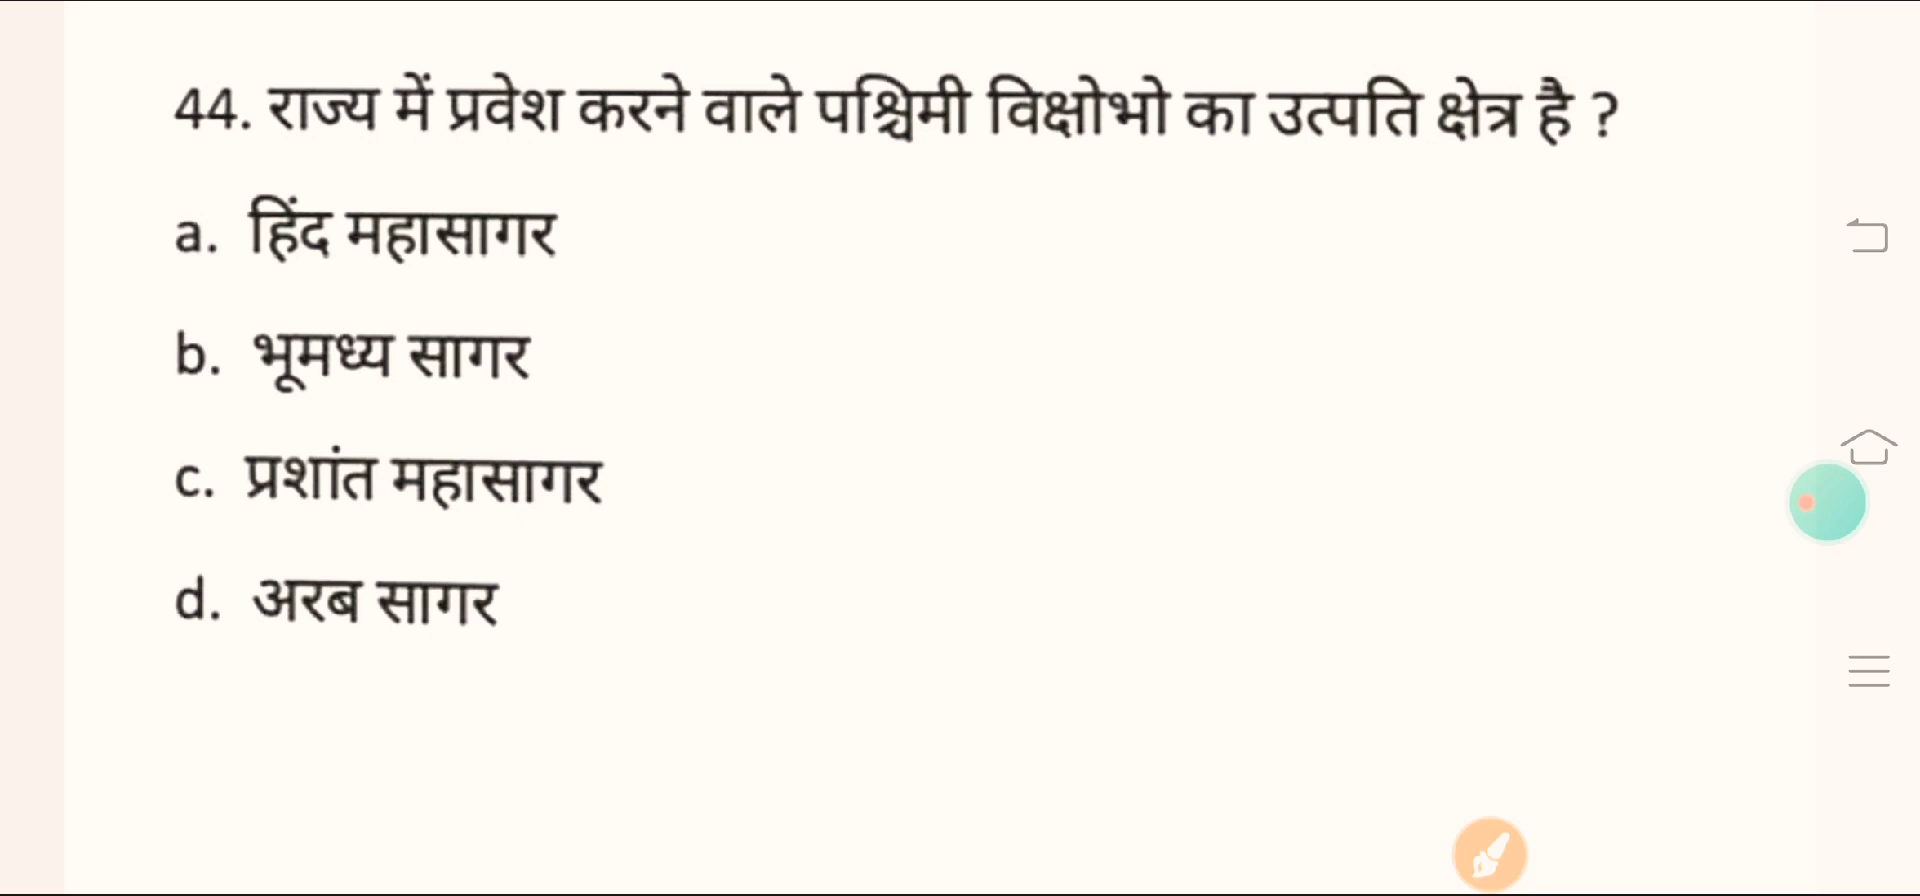 44. राज्य में प्रवेश करने वाले पश्चिमी विक्षोभो का उत्पति क्षेत्र है ?
a. हिंद महासागर
b. भूमध्य सागर
c. प्रशांत महासागर
d. अरब सागर